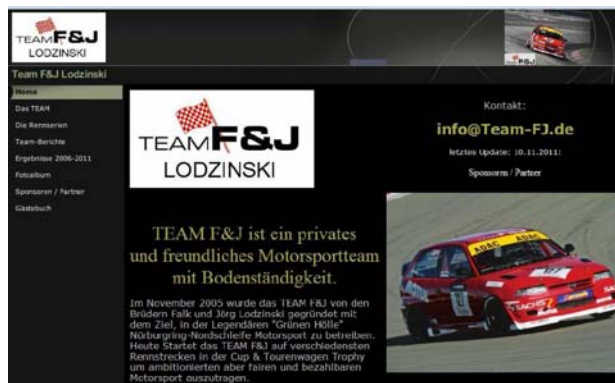 TEAM F&J
LODZINSKI
Team F&J Lodzinski
Home
Das TEAM
Die Rennserien
Team-Berichte
Ergebnisse 2006-2011
Fotoalbum
Sponsoren / Partner
Gästebuch
TEAM F&J
LODZINSKI
Kontakt:
info@Team-FJ.de
letztes Update: 10.11.2011:
Sponsoren / Partner
TEAM F&J ist ein privates
und freundliches Motorsportteam
mit Bodenständigkeit.
Im November 2005 wurde das TEAM F&J von den
Brüdern Falk und Jörg Lodzinski gegründet mit
dem Ziel, in der Legendären "Grünen Hölle"
Nürburgring-Nordschleife Motorsport zu betreiben.
Heute Startet das TEAM F&J auf verschiedensten
Rennstrecken in der Cup & Tourenwagen Trophy
um ambitionierten aber fairen und bezahlbaren
Motorsport auszutragen.
ADAC
SACHS